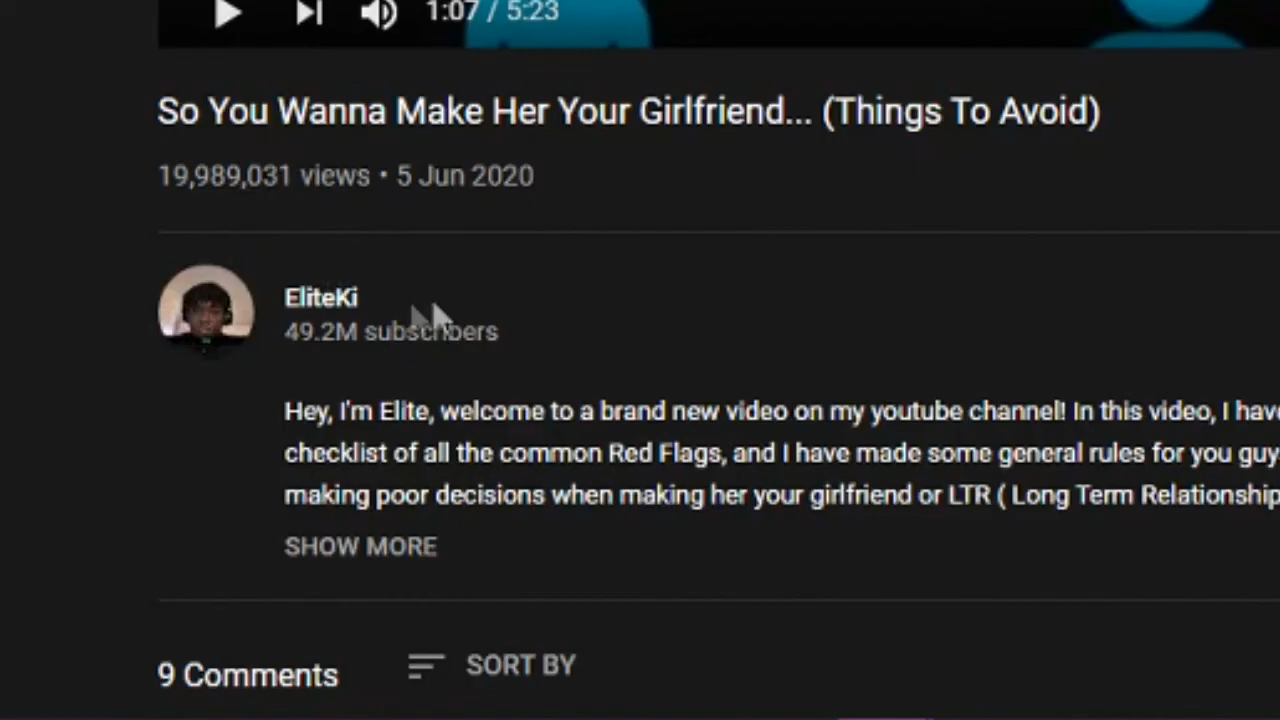 1:07 / 5:23
So You Wanna Make Her Your Girlfriend... (Things To Avoid)
19,989,031 views • 5 Jun 2020
EliteKi
49.2M subscribers
Hey, I'm Elite, welcome to a brand new video on my youtube channel! In this video, I have
checklist of all the common Red Flags, and I have made some general rules for you guy
making poor decisions when making her your girlfriend or LTR ( Long Term Relationship
SHOW MORE
9 Comments
SORT BY